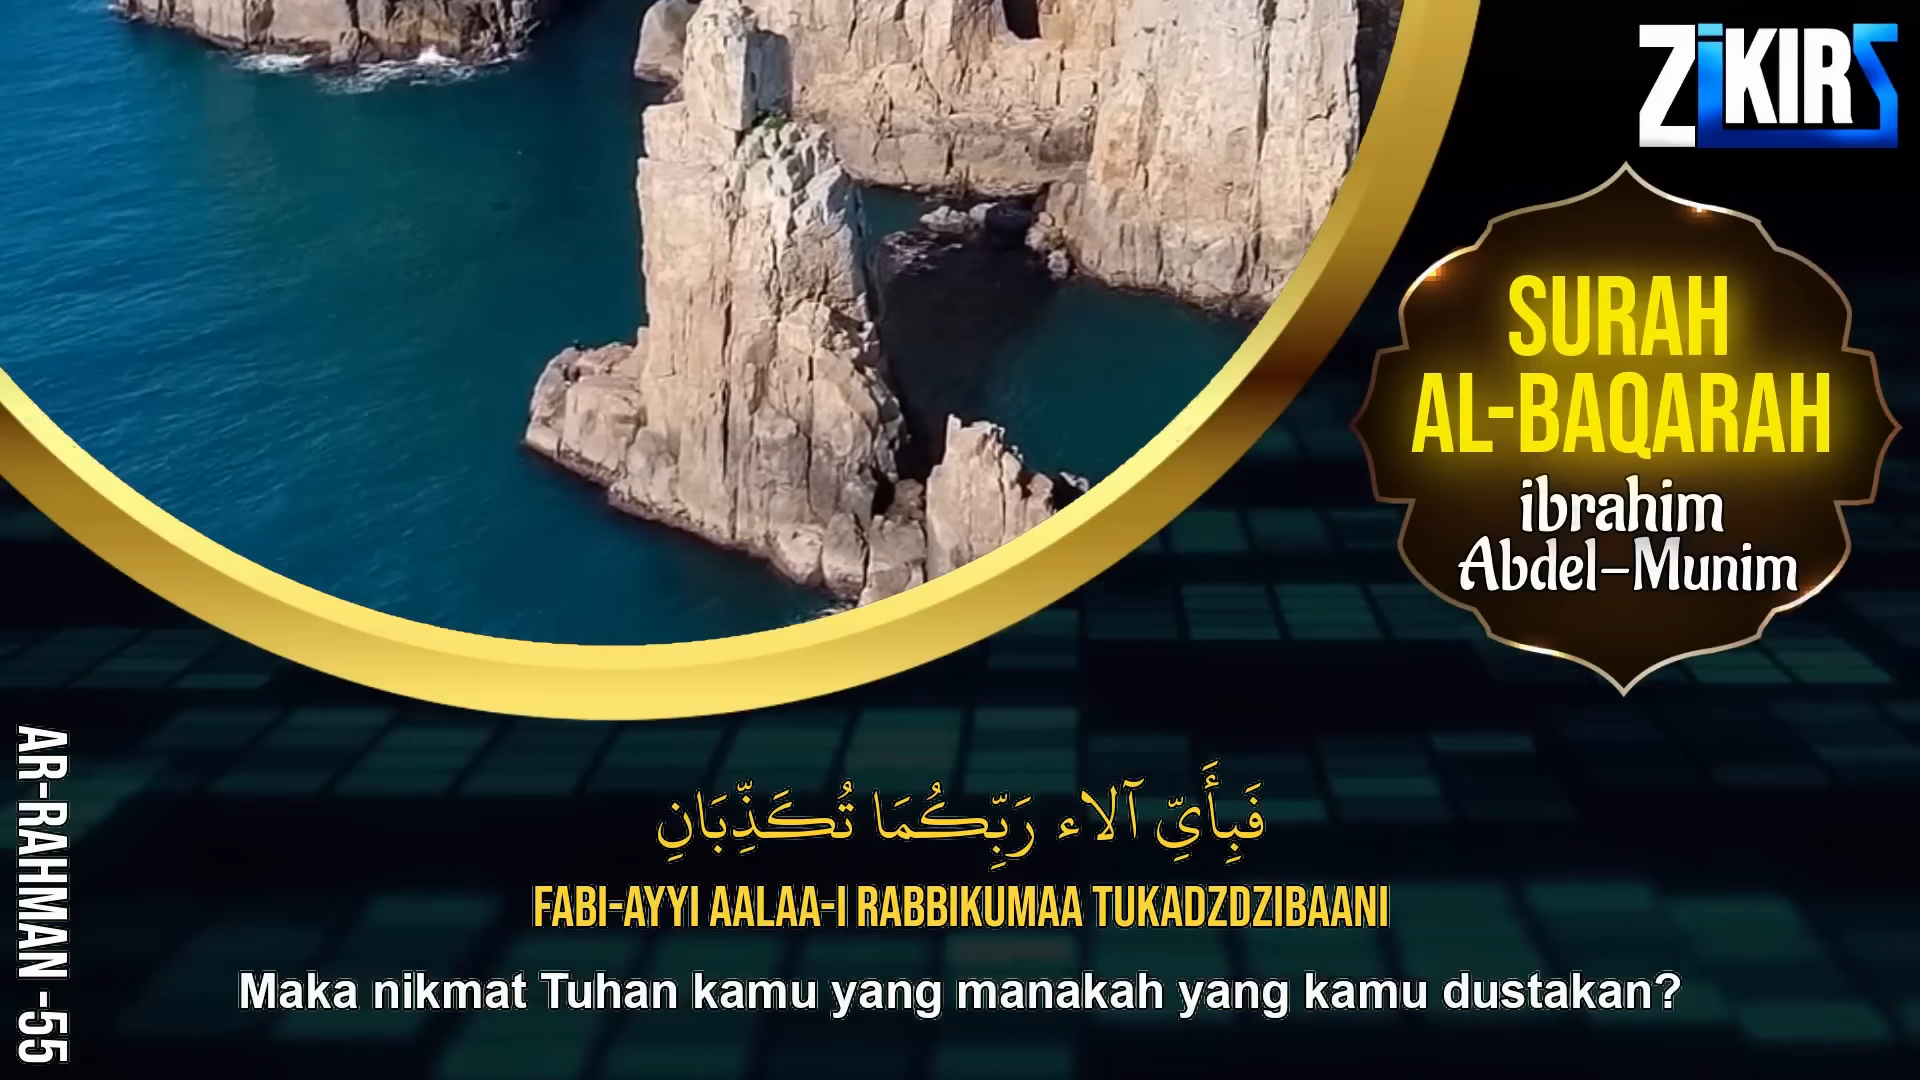 ZiKIR7
SURAH
AL-BAQARAH
ibrahim
Abdel-Munim
فَبِأَيِّ آلَاء رَبِّكُمَا تُكَذِّبَانِ
FABI-AYYI AALAA-I RABBIKUMAA TUKADZDZIBAANI
Maka nikmat Tuhan kamu yang manakah yang kamu dustakan?
AR-RAHMAN -55